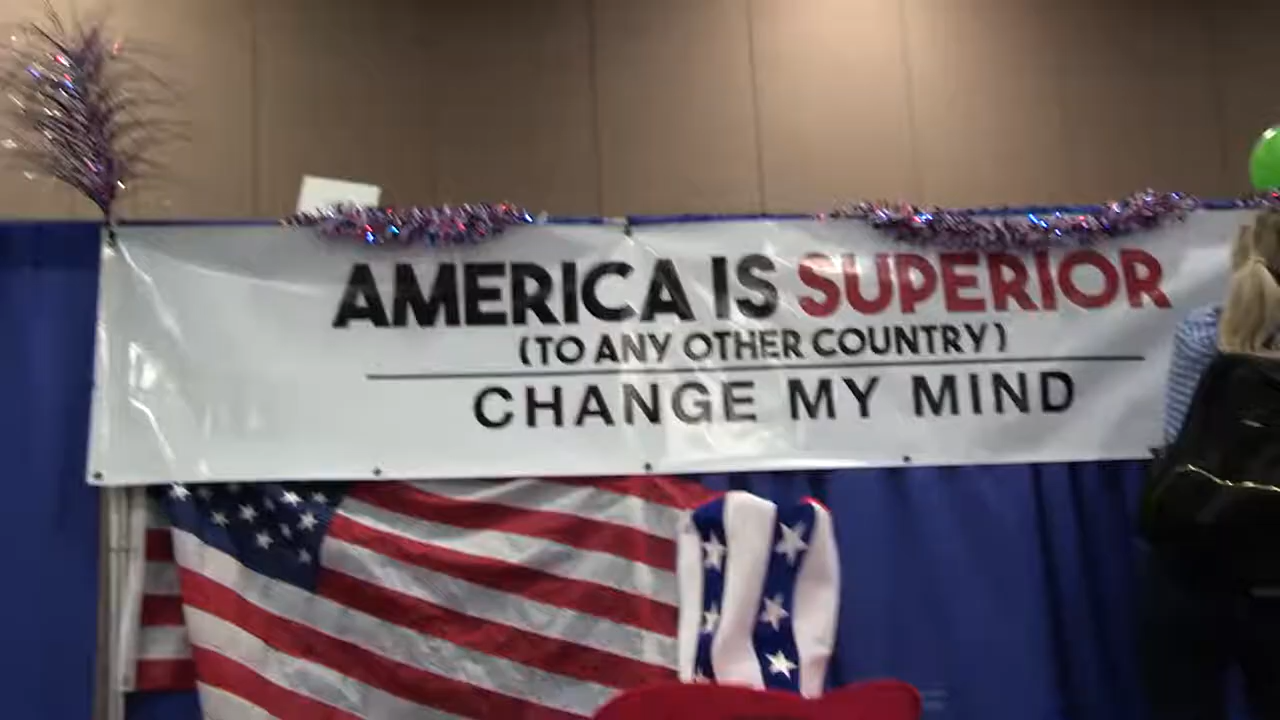 AMERICA IS SUPERIOR
(TO ANY OTHER COUNTRY)
CHANGE MY MIND